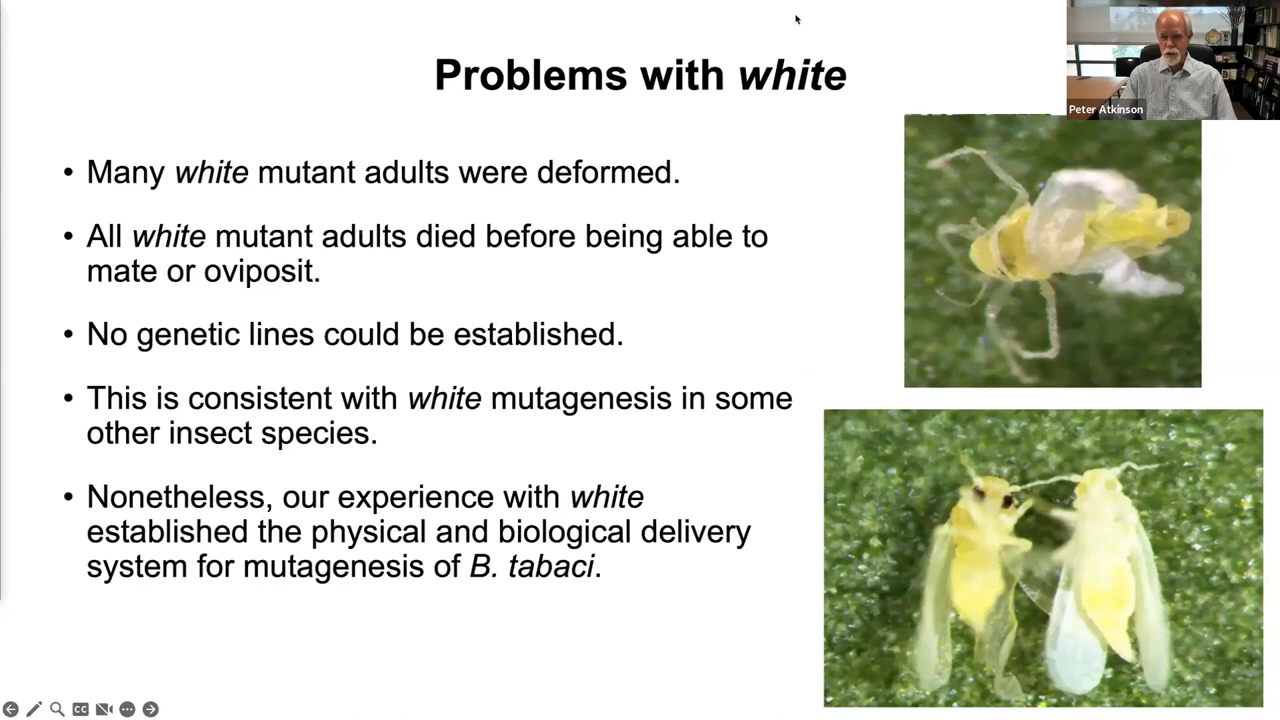 Problems with white
Peter Atkinson
• Many white mutant adults were deformed.
• All white mutant adults died before being able to
mate or oviposit.
• No genetic lines could be established.
• This is consistent with white mutagenesis in some
other insect species.
• Nonetheless, our experience with white
established the physical and biological delivery
system for mutagenesis of B. tabaci.
CC